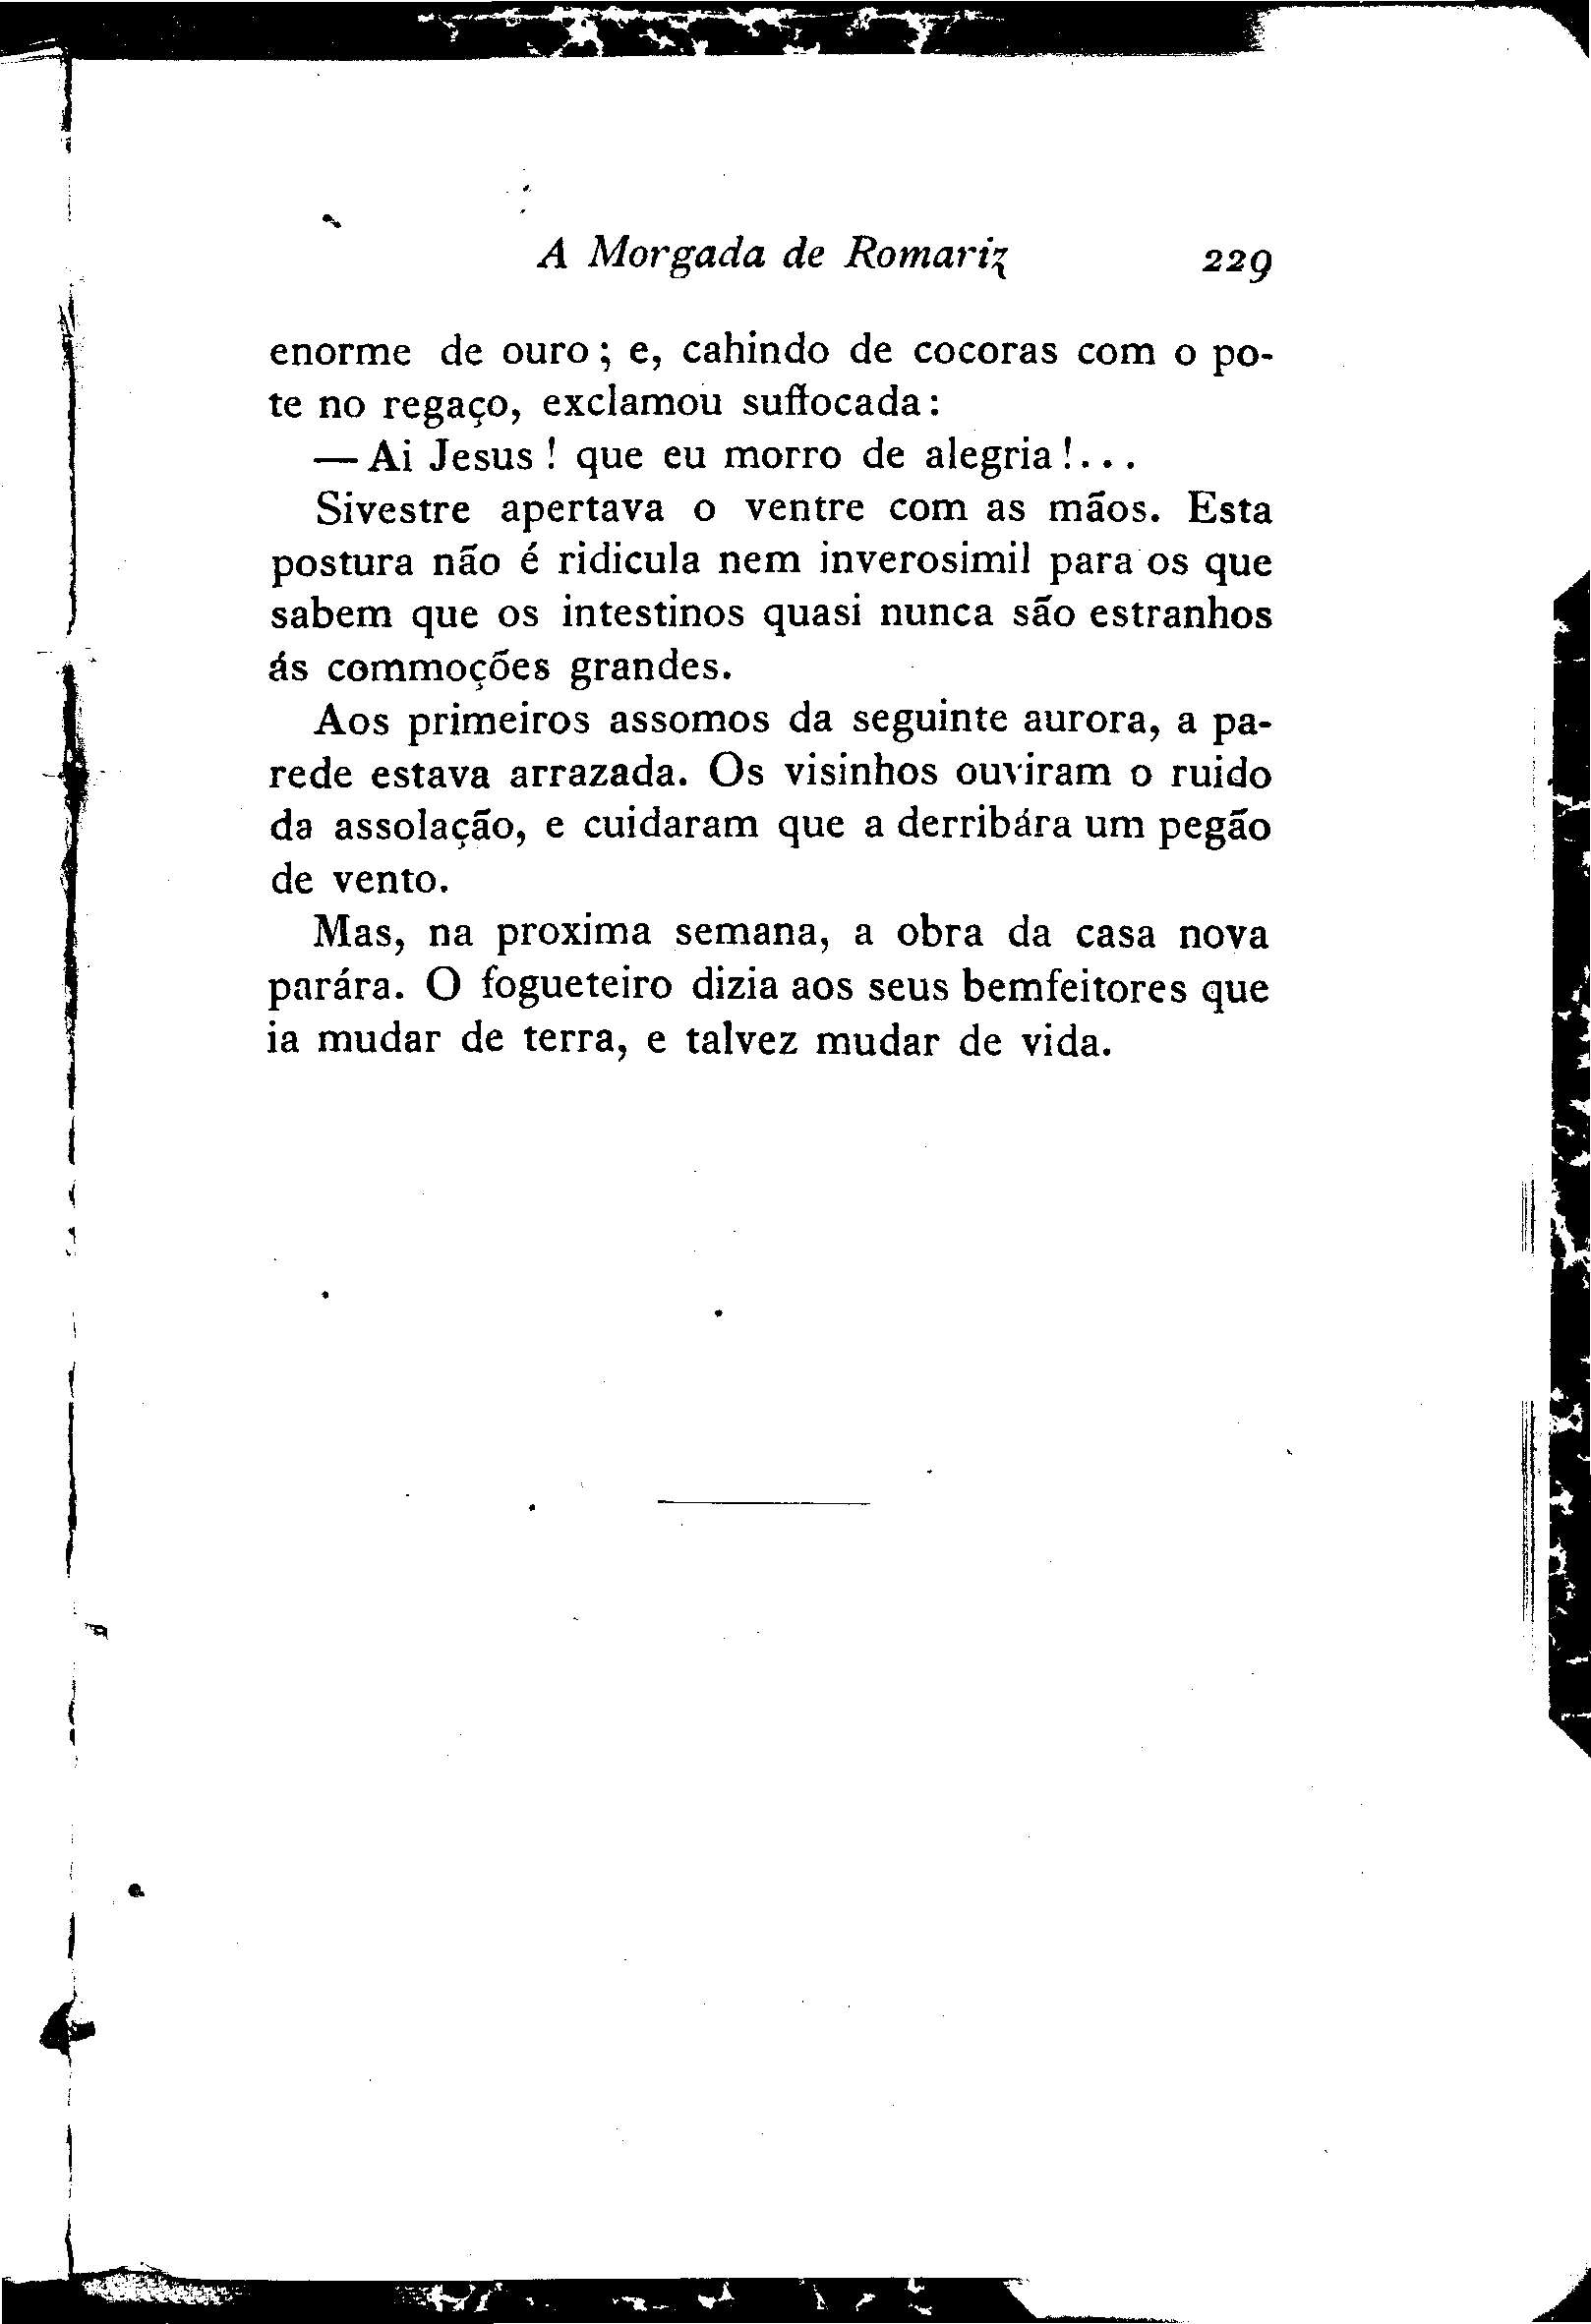 A Morgada de Romariz 229
enorme de ouro; e, cahindo de cocoras com o po-
te no regaço, exclamou suffocada:
— Ai Jesus! que eu morro de alegria!...
Sivestre apertava o ventre com as mãos. Esta
postura não é ridicula nem inverosimil para os que
sabem que os intestinos quasi nunca são estranhos
ás commoções grandes.
Aos primeiros assomos da seguinte aurora, a pa-
rede estava arrazada. Os visinhos ouviram o ruido
da assolação, e cuidaram que a derribára um pegão
de vento.
Mas, na proxima semana, a obra da casa nova
parára. O fogueteiro dizia aos seus bemfeitores que
ia mudar de terra, e talvez mudar de vida.